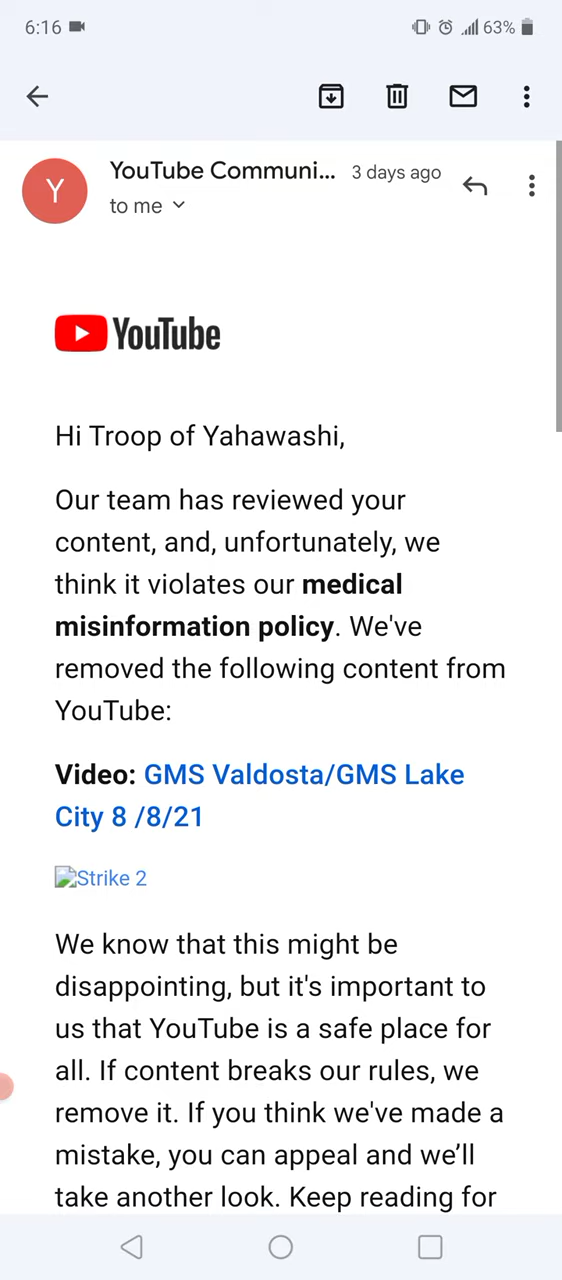 6:16
63%
Y
YouTube Communi... 3 days ago
to me
YouTube
Hi Troop of Yahawashi,
Our team has reviewed your
content, and, unfortunately, we
think it violates our medical
misinformation policy. We've
removed the following content from
YouTube:
Video: GMS Valdosta/GMS Lake
City 8 /8/21
Strike 2
We know that this might be
disappointing, but it's important to
us that YouTube is a safe place for
all. If content breaks our rules, we
remove it. If you think we've made a
mistake, you can appeal and we’ll
take another look. Keep reading for